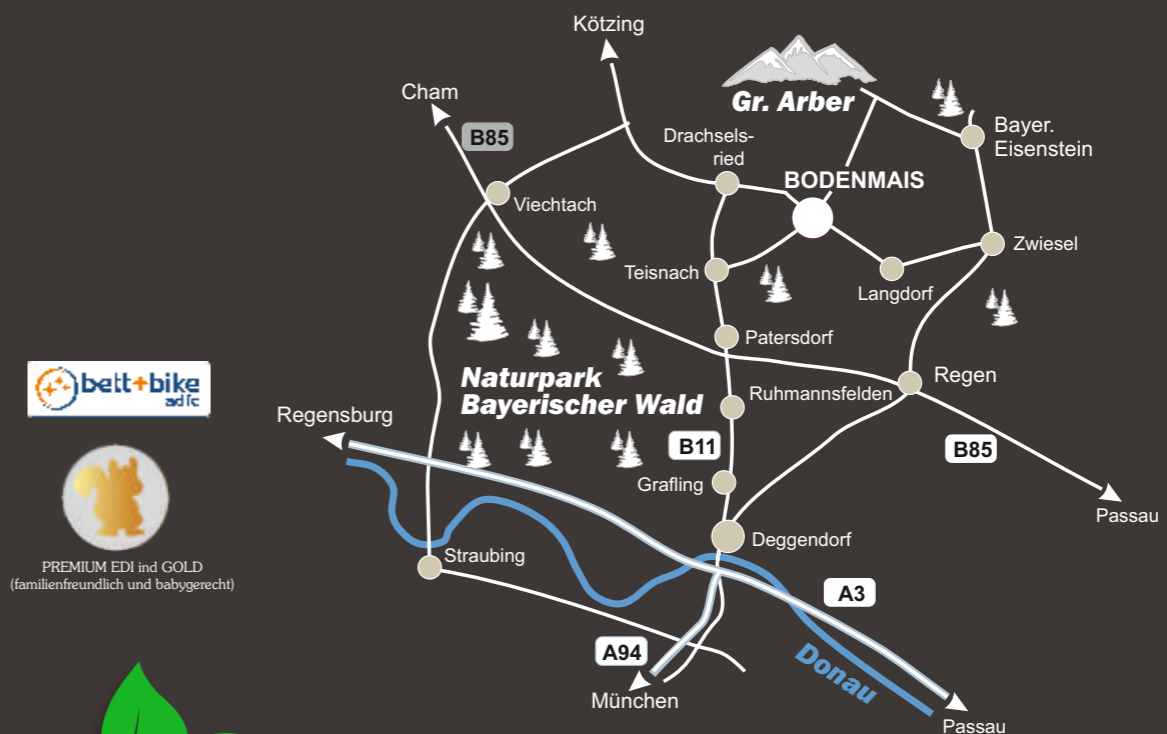 Kötzing
Cham
B85
Gr. Arber
Drachsels-
ried
Bayer.
Eisenstein
BODENMAIS
Viechtach
Zwiesel
Teisnach
Langdorf
Patersdorf
Naturpark
Bayerischer Wald
Regen
Ruhmannsfelden
bett+bike
adfc
Regensburg
B11
B85
Grafling
Passau
Deggendorf
Straubing
PREMIUM EDI ind GOLD
(familienfreundlich und babygerecht)
A3
A94
Donau
München
Passau